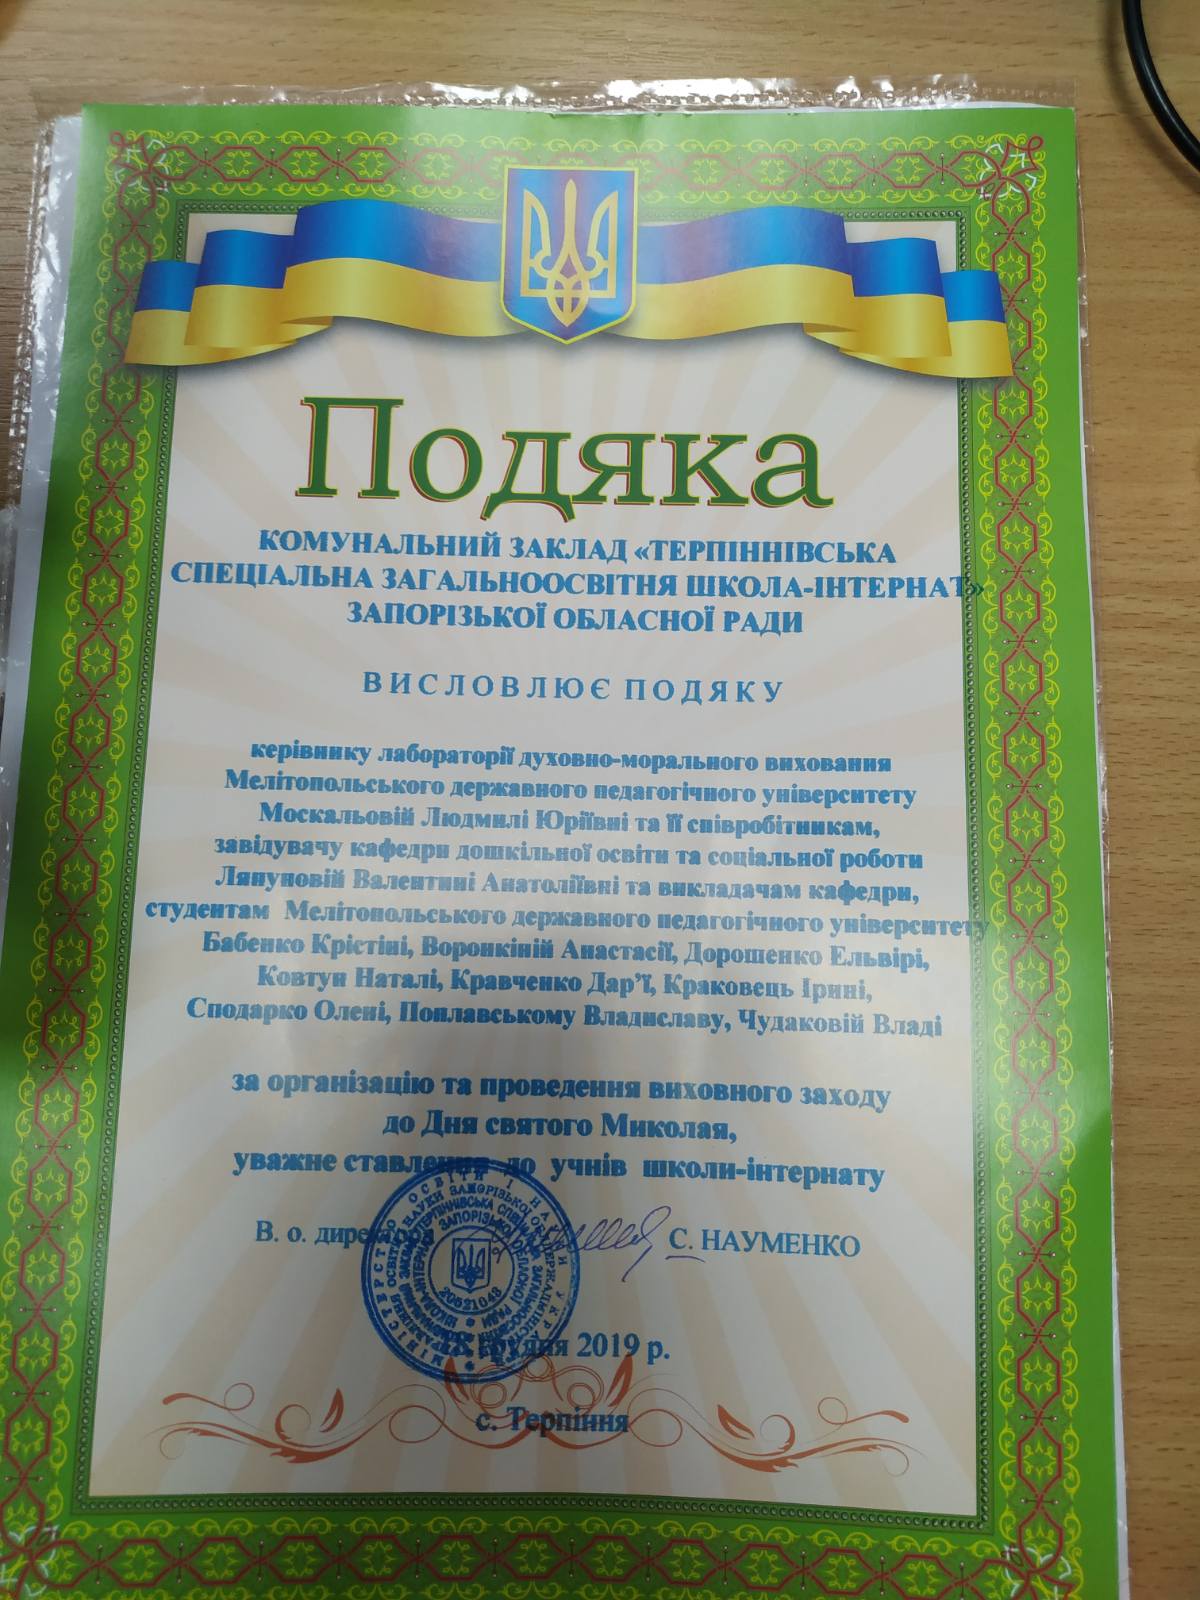 Подяка
КОМУНАЛЬНИЙ ЗАКЛАД «ТЕРПІННІВСЬКА
СПЕЦІАЛЬНА ЗАГАЛЬНООСВІТНЯ ШКОЛА-ІНТЕРНАТ»
ЗАПОРІЗЬКОЇ ОБЛАСНОЇ РАДИ
ВИСЛОВЛЮЄ ПОДЯКУ
керівнику лабораторії духовно-морального виховання
Мелітопольського державного педагогічного університету
Москальовій Людмилі Юріївні та її співробітникам,
завідувачу кафедри дошкільної освіти та соціальної роботи
Ляпуновій Валентині Анатоліївні та викладачам кафедри,
студентам Мелітопольського державного педагогічного університету
Бабенко Крістіні, Воронкіній Анастасії, Дорошенко Ельвірі,
Ковтун Наталі, Кравченко Дар’ї, Краковець Ірині,
Сподарко Олені, Поплавському Владиславу, Чудаковій Владі
за організацію та проведення виховного заходу
до Дня святого Миколая,
уважне ставлення до учнів школи-інтернату
В. о. директора С. НАУМЕНКО
20521048
грудня 2019 р.
с. Терпіння